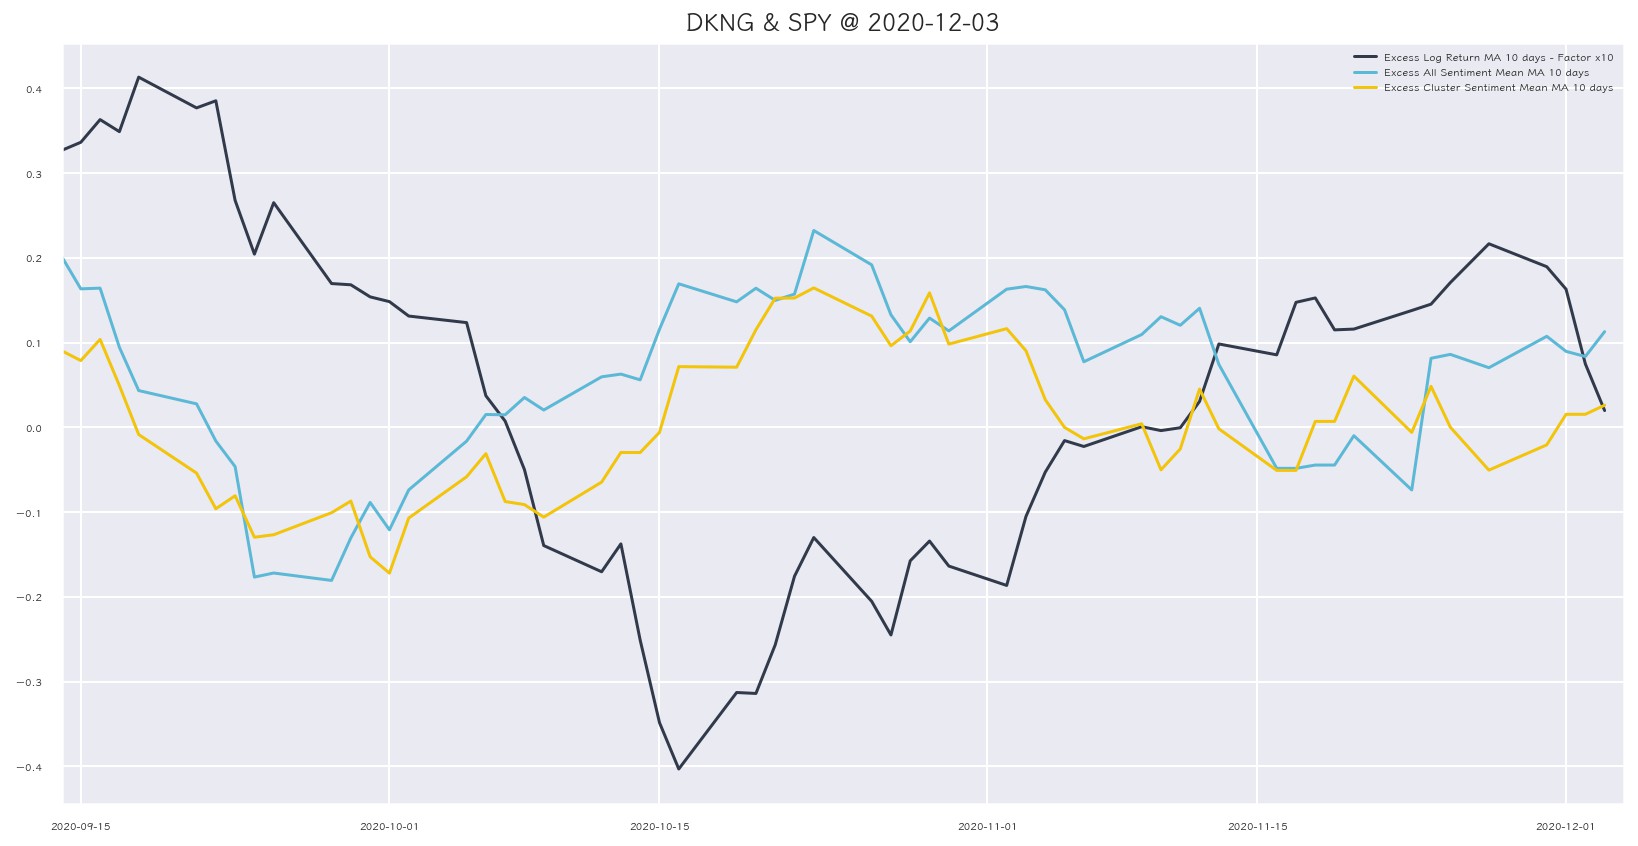 DKNG & SPY @ 2020-12-03
Excess Log Return MA 10 days - Factor x10
Excess All Sentiment Mean MA 10 days
Excess Cluster Sentiment Mean MA 10 days
0.4
0.3
0.2
0.1
0.0
−0.1
−0.2
−0.3
−0.4
2020-09-15 2020-10-01 2020-10-15 2020-11-01 2020-11-15 2020-12-01